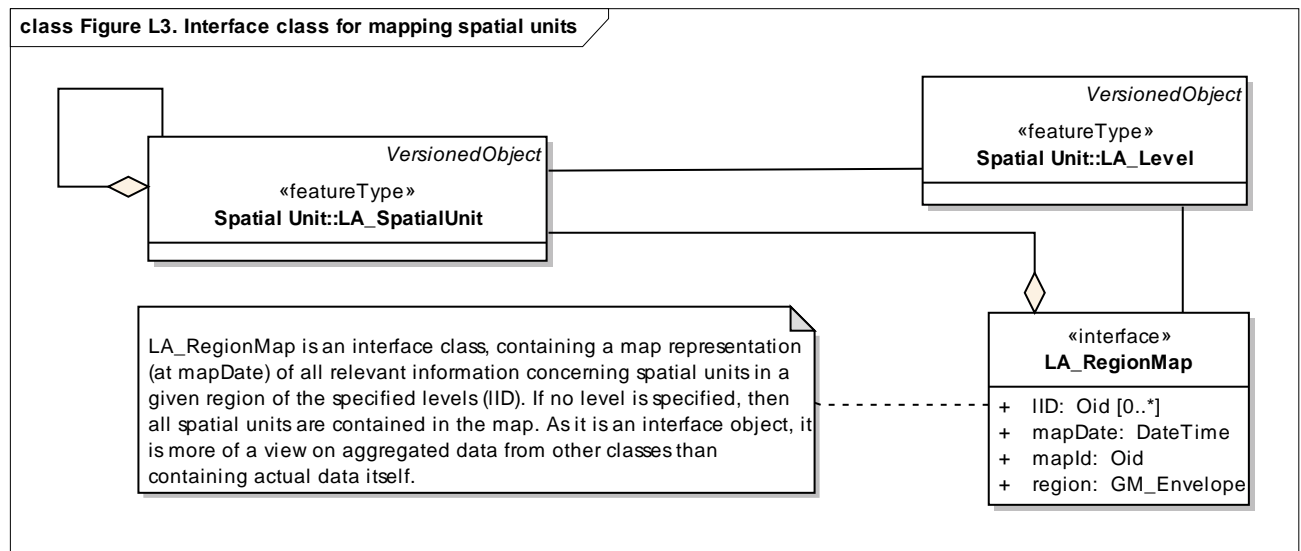 class Figure L3. Interface class for mapping spatial units
VersionedObject
«featureType»
Spatial Unit::LA_SpatialUnit
VersionedObject
«featureType»
Spatial Unit::LA_Level
LA_RegionMap is an interface class, containing a map representation
(at mapDate) of all relevant information concerning spatial units in a
given region of the specified levels (lID). If no level is specified, then
all spatial units are contained in the map. As it is an interface object, it
is more of a view on aggregated data from other classes than
containing actual data itself.
«interface»
LA_RegionMap
+ lID: Oid [0..*]
+ mapDate: DateTime
+ mapId: Oid
+ region: GM_Envelope